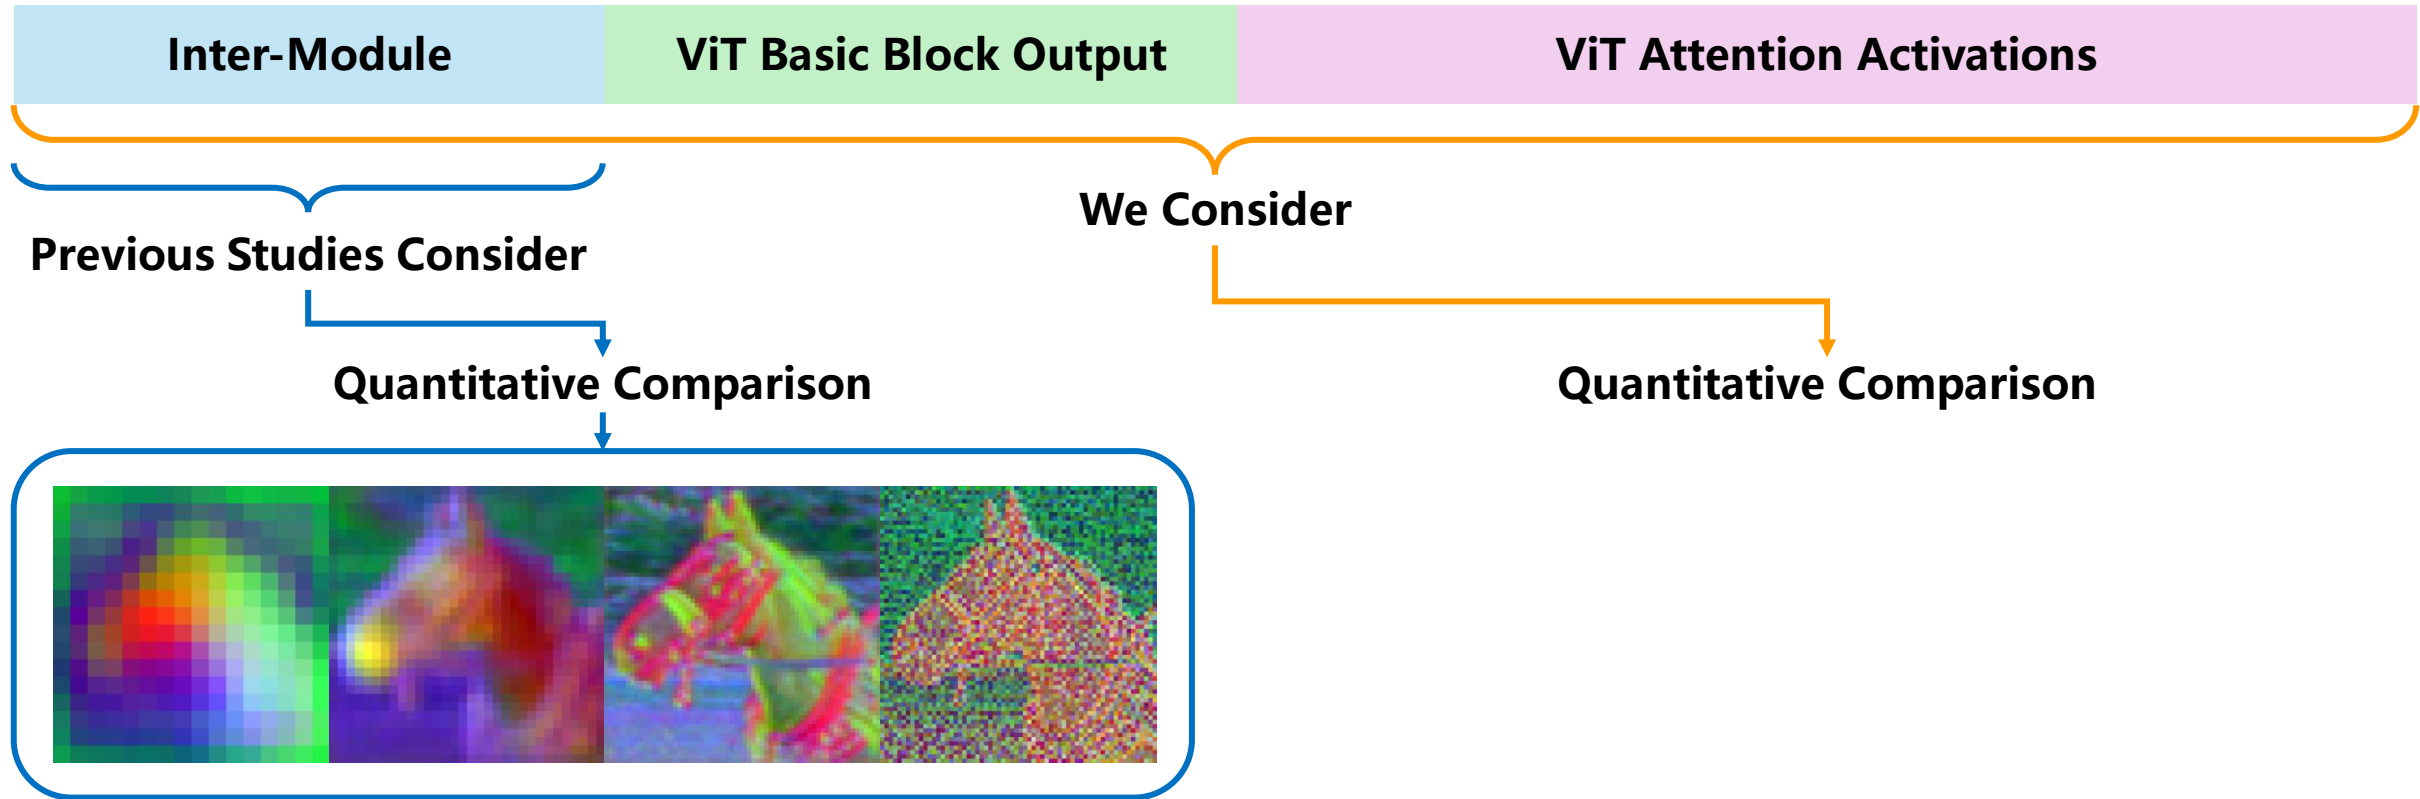 Inter-Module
ViT Basic Block Output
ViT Attention Activations
We Consider
Previous Studies Consider
Quantitative Comparison
Quantitative Comparison